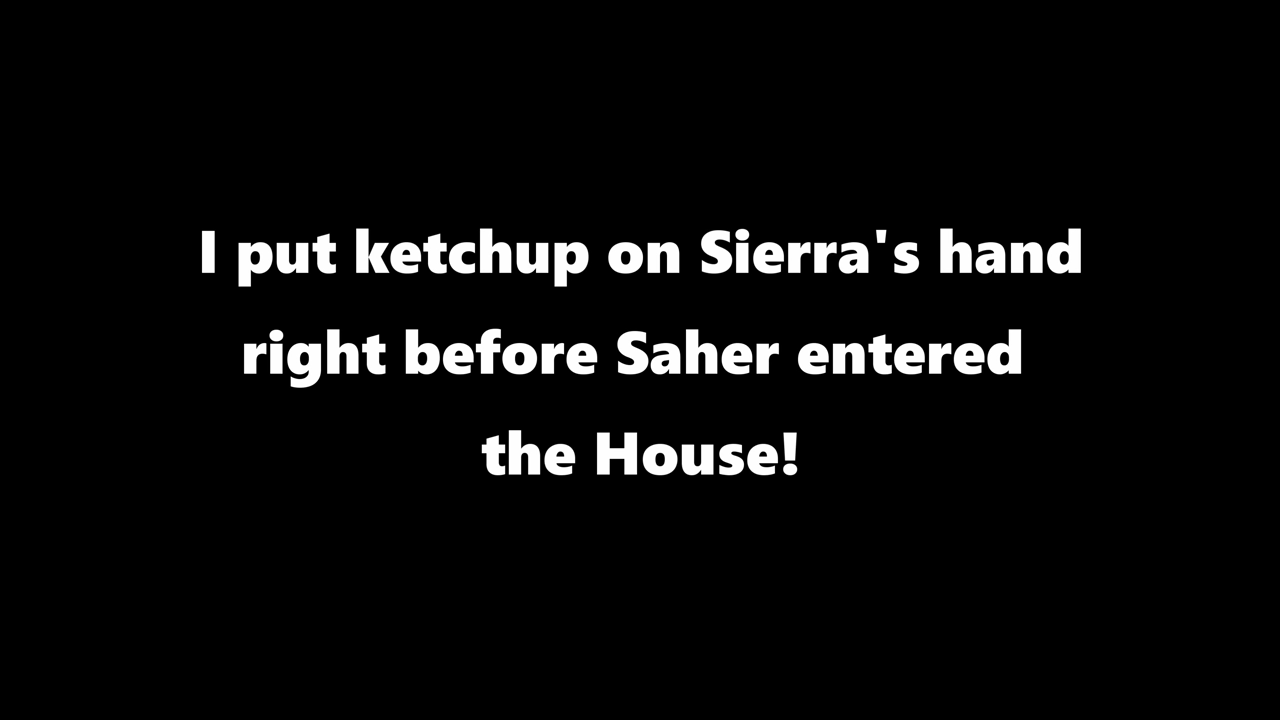 I put ketchup on Sierra's hand
right before Saher entered
the House!